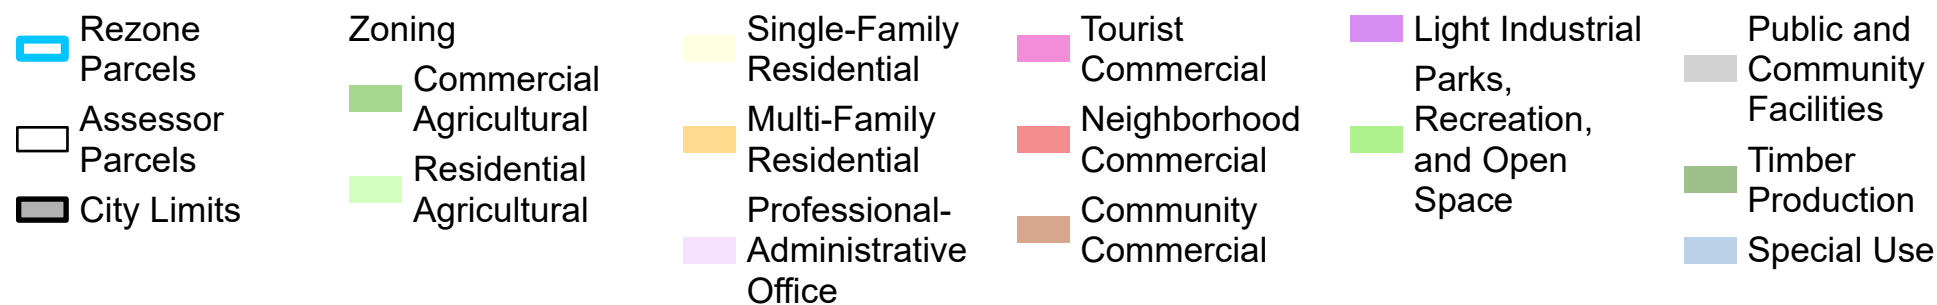 Rezone
Parcels
Assessor
Parcels
City Limits
Zoning
Commercial
Agricultural
Residential
Agricultural
Single-Family
Residential
Multi-Family
Residential
Professional-
Administrative
Office
Tourist
Commercial
Neighborhood
Commercial
Community
Commercial
Light Industrial
Parks,
Recreation,
and Open
Space
Public and
Community
Facilities
Timber
Production
Special Use